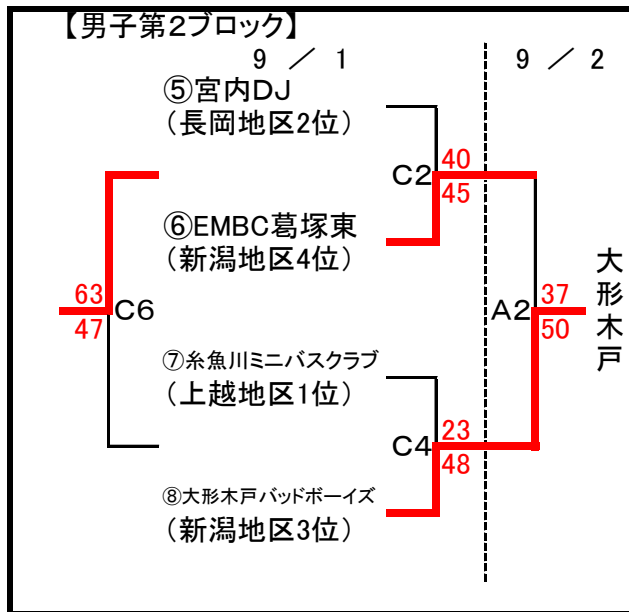 【男子第2ブロック】
9 ／ 1
9 ／ 2
⑤宮内DJ
(長岡地区2位)
C2
40
45
⑥EMBC葛塚東
(新潟地区4位)
63
47
C6
A2
37
50
大形木戸
⑦糸魚川ミニバスクラブ
(上越地区1位)
C4
23
48
⑧大形木戸バッドボーイズ
(新潟地区3位)